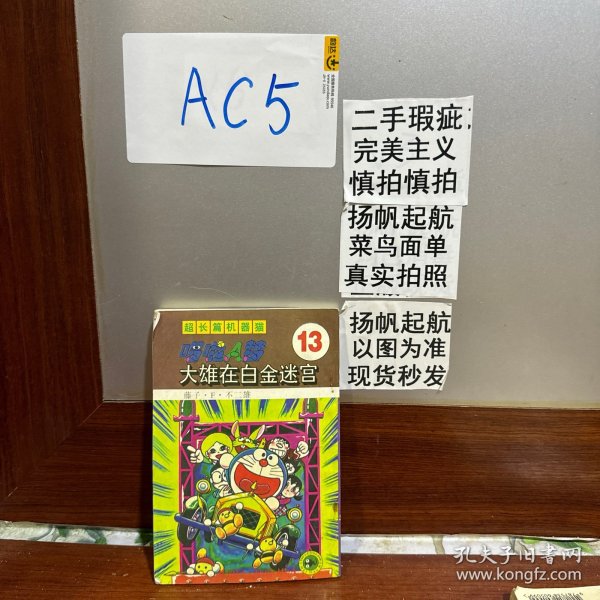 AC5
韵达
二手瑕疵
完美主义
慎拍慎拍
扬帆起航
菜鸟面单
真实拍照
扬帆起航
以图为准
现货秒发
超长篇机器猫
哆啦A梦
13
大雄在白金迷宫
藤子·F·不二雄
孔夫子旧书网
www.kongfz.com